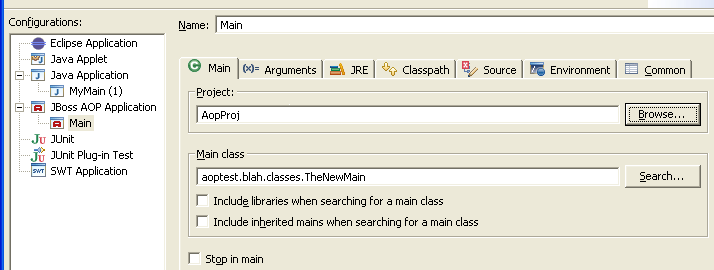 Configurations:
Eclipse Application
Java Applet
Java Application
MyMain (1)
JBoss AOP Application
Main
JU JUnit
JU JUnit Plug-in Test
SWT SWT Application
Name: Main
C Main (x)= Arguments JRE Classpath Source Environment Common
Project:
AopProj
Browse...
Main class
aoptest.blah.classes.TheNewMain
Search...
Include libraries when searching for a main class
Include inherited mains when searching for a main class
Stop in main